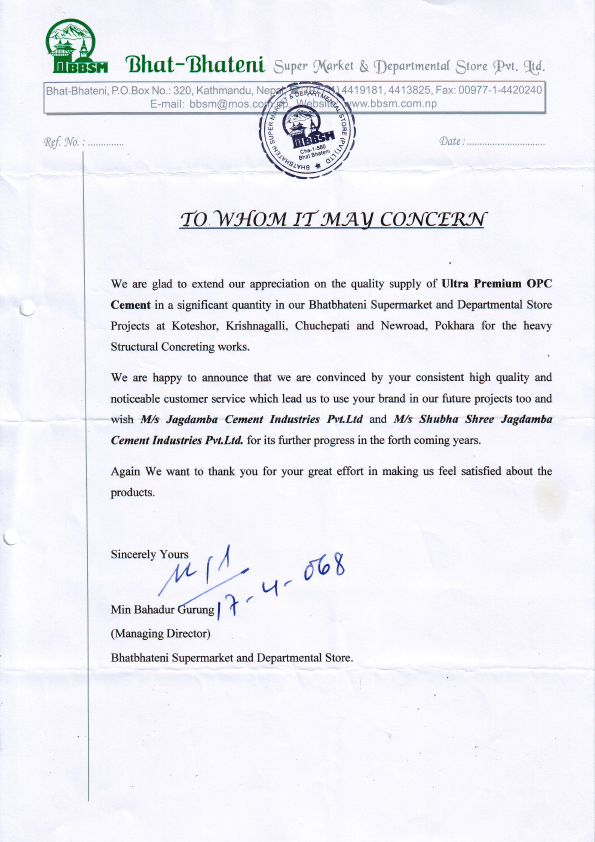 BBSM Bhat-Bhateni Super Market & Departmental Store Pvt. Ltd.
Bhat-Bhateni, P.O.Box No.: 320, Kathmandu, Nepal, 4419181, 4413825, Fax: 00977-1-4420240
E-mail: bbsm@mos.com.np, Website: www.bbsm.com.np
BHATBHATENI SUPER MARKET & DEPARTMENTAL STORE (PVT.) LTD
BBSM
Cha-1-580
Bhat Bhateni
Ref. No. : ..............
Date : ............................
TO WHOM IT MAY CONCERN
We are glad to extend our appreciation on the quality supply of Ultra Premium OPC
Cement in a significant quantity in our Bhatbhateni Supermarket and Departmental Store
Projects at Koteshor, Krishnagalli, Chuchepati and Newroad, Pokhara for the heavy
Structural Concreting works.
We are happy to announce that we are convinced by your consistent high quality and
noticeable customer service which lead us to use your brand in our future projects too and
wish M/s Jagdamba Cement Industries Pvt.Ltd and M/s Shubha Shree Jagdamba
Cement Industries Pvt.Ltd. for its further progress in the forth coming years.
Again We want to thank you for your great effort in making us feel satisfied about the
products.
Sincerely Yours
17-4-068
Min Bahadur Gurung
(Managing Director)
Bhatbhateni Supermarket and Departmental Store.